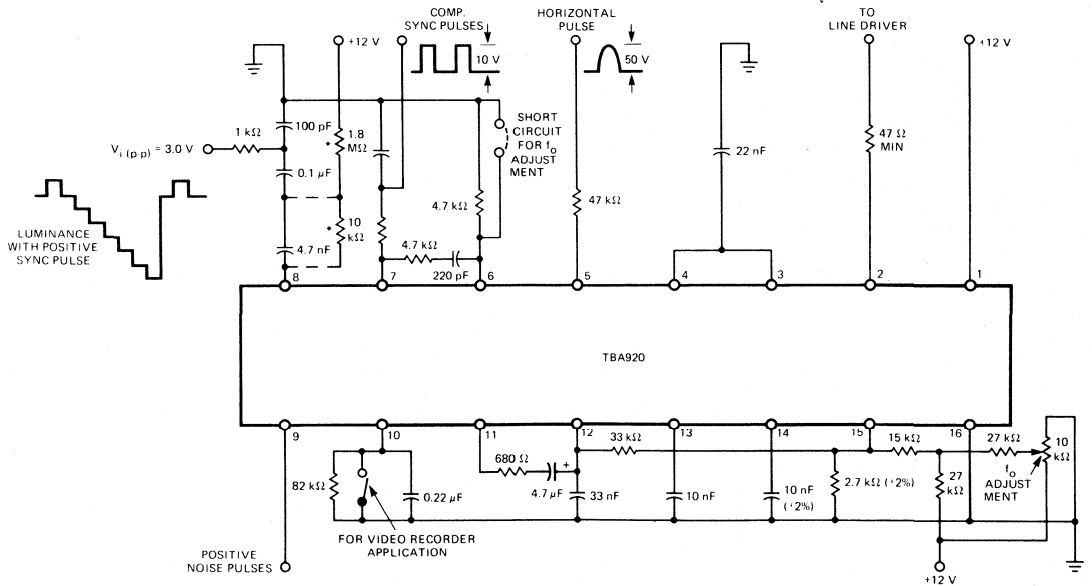 COMP.
SYNC PULSES
10 V
HORIZONTAL
PULSE
50 V
TO
LINE DRIVER
+12 V
+12 V
1 kΩ
100 pF
* 1.8
MΩ
V i (p-p) = 3.0 V
0.1 µF
SHORT
CIRCUIT
FOR fo
ADJUST
MENT
22 nF
47 Ω
MIN
LUMINANCE
WITH POSITIVE
SYNC PULSE
* 10
kΩ
4.7 nF
4.7 kΩ
4.7 kΩ
220 pF
47 kΩ
8
7
6
5
4
3
2
1
TBA920
9
10
11
12
13
14
15
16
33 kΩ
15 kΩ
27 kΩ
10
kΩ
680 Ω
+
4.7 µF
82 kΩ
0.22 µF
33 nF
10 nF
10 nF
(±2%)
2.7 kΩ (±2%)
27
kΩ
fo
ADJUST
MENT
FOR VIDEO RECORDER
APPLICATION
POSITIVE
NOISE PULSES
+12 V